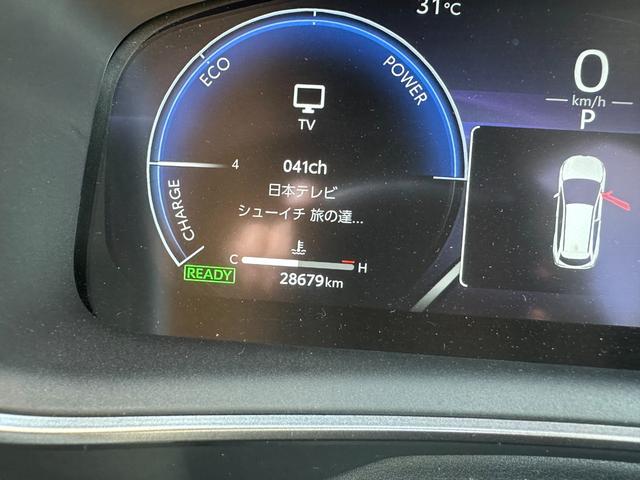 31℃
ECO
POWER
TV
0
km/h
P
4
041ch
日本テレビ
シューイチ 旅の達...
CHARGE
C
H
READY
28679km